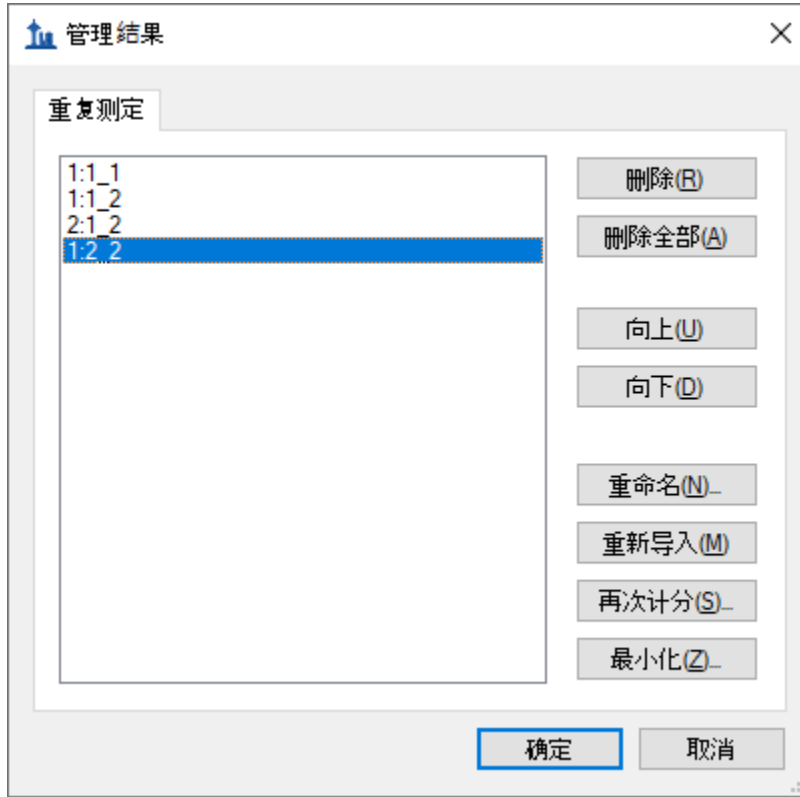 管理结果
重复测定
1:1_1
1:1_2
2:1_2
1:2_2
删除(R)
删除全部(A)
向上(U)
向下(D)
重命名(N)...
重新导入(M)
再次计分(S)...
最小化(Z)...
确定
取消